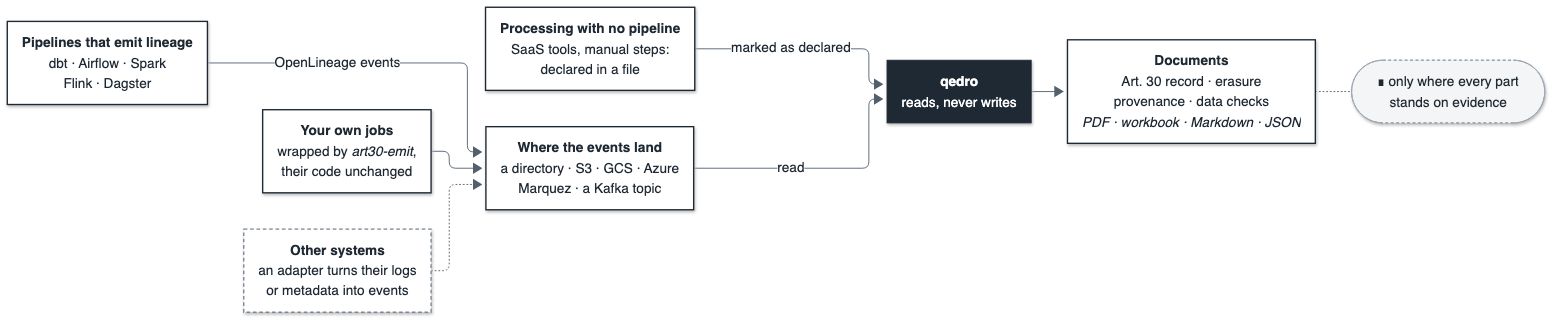 Pipelines that emit lineage
dbt · Airflow · Spark
Flink · Dagster
OpenLineage events
Your own jobs
wrapped by art30-emit,
their code unchanged
Other systems
an adapter turns their logs
or metadata into events
Processing with no pipeline
SaaS tools, manual steps:
declared in a file
marked as declared
Where the events land
a directory · S3 · GCS · Azure
Marquez · a Kafka topic
read
qedro
reads, never writes
Documents
Art. 30 record · erasure
provenance · data checks
PDF · workbook · Markdown · JSON
∎ only where every part
stands on evidence